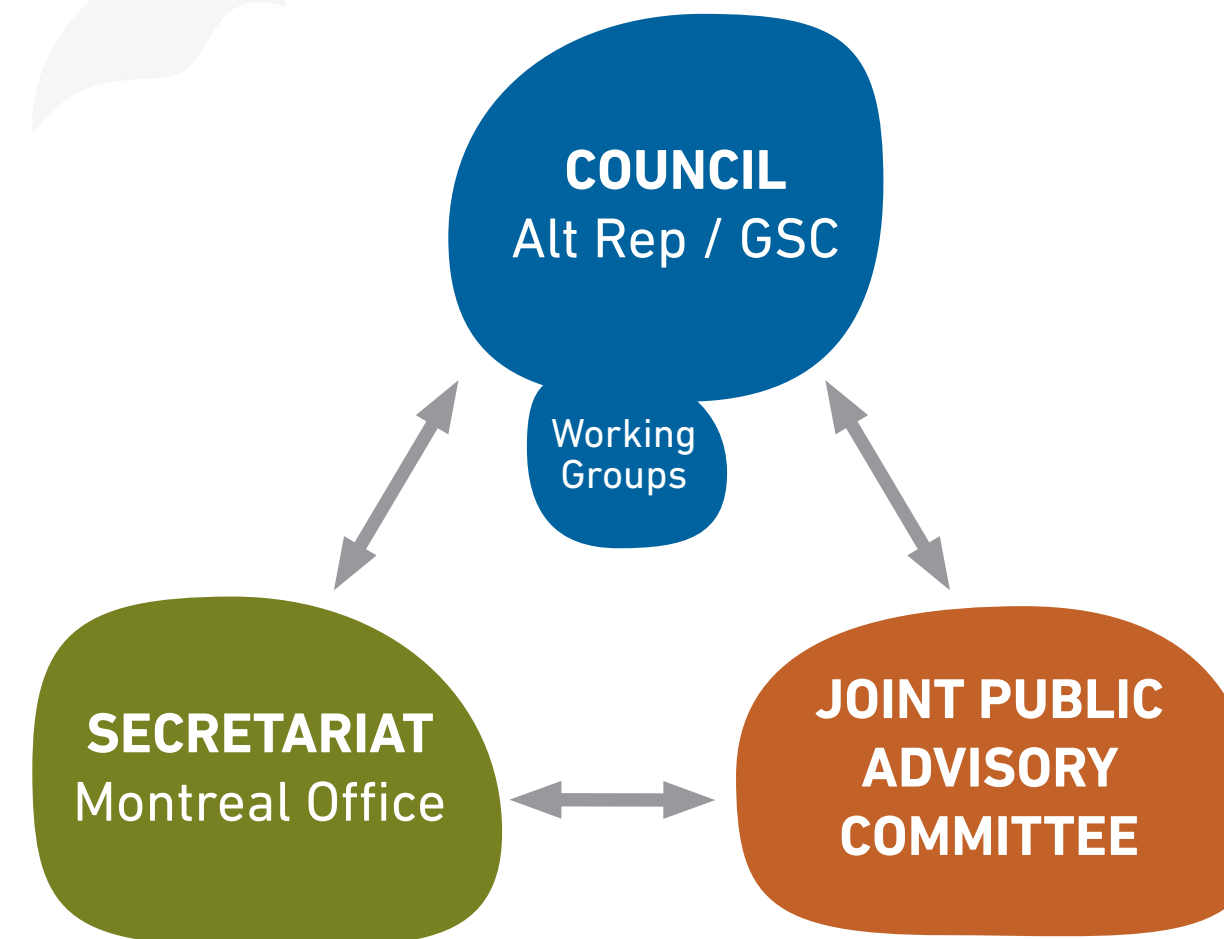 COUNCIL
Alt Rep / GSC
Working
Groups
SECRETARIAT
Montreal Office
JOINT PUBLIC
ADVISORY
COMMITTEE